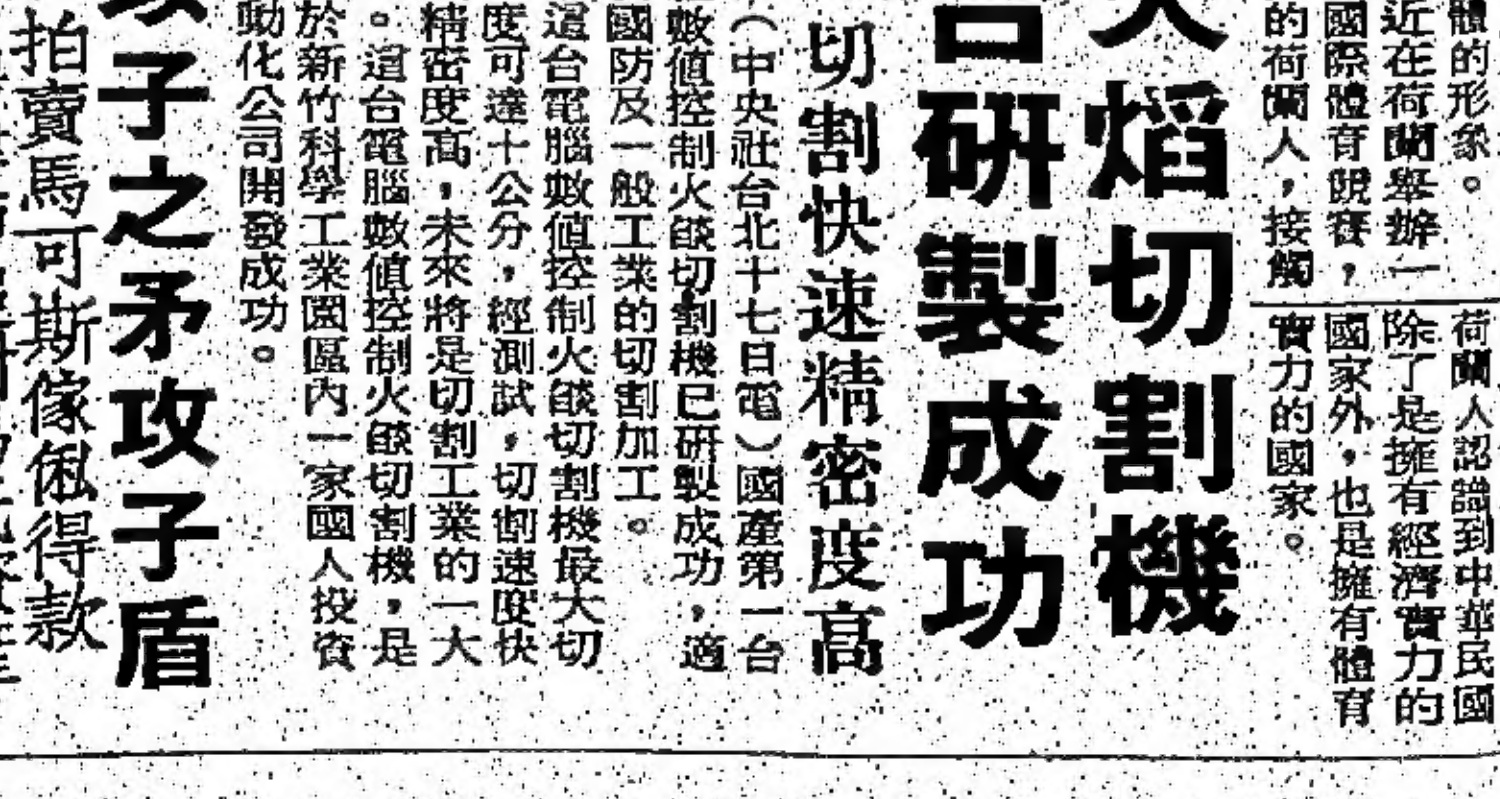 體的形象。
近在荷蘭舉辦一
國際體育競賽，
的荷蘭人，接觸
荷蘭人認識到中華民國
除了是擁有經濟實力的
國家外，也是擁有體育
實力的國家。
火熖切割機
台研製成功
切割快速精密度高
（中央社台北十七日電）國產第一台
數值控制火燄切割機已研製成功，適
國防及一般工業的切割加工。
這台電腦數值控制火燄切割機最大切
度可達十公分，經測試，切割速度快
精密度高，未來將是切割工業的一大
。這台電腦數值控制火燄切割機，是
於新竹科學工業園區內一家國人投資
動化公司開發成功。
子之矛攻子盾
拍賣馬可斯傢俬得款